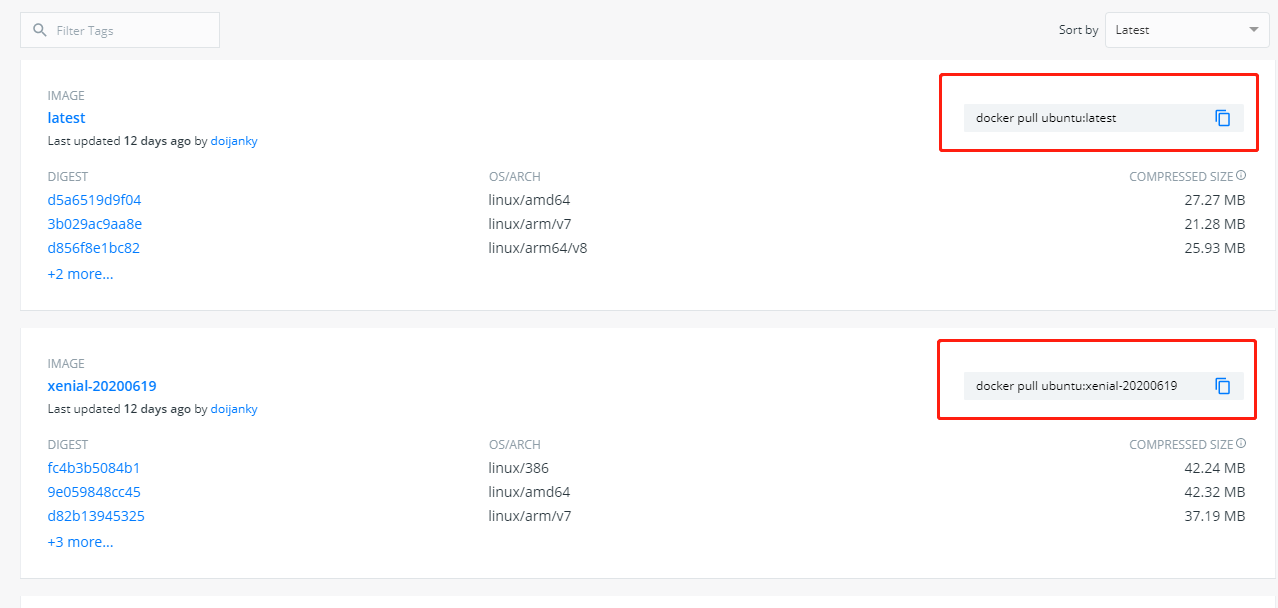 Filter Tags
Sort by Latest
IMAGE
latest
docker pull ubuntu:latest
Last updated 12 days ago by doijanky
DIGEST OS/ARCH COMPRESSED SIZE
d5a6519d9f04 linux/amd64 27.27 MB
3b029ac9aa8e linux/arm/v7 21.28 MB
d856f8e1bc82 linux/arm64/v8 25.93 MB
+2 more...
IMAGE
xenial-20200619
docker pull ubuntu:xenial-20200619
Last updated 12 days ago by doijanky
DIGEST OS/ARCH COMPRESSED SIZE
fc4b3b5084b1 linux/386 42.24 MB
9e059848cc45 linux/amd64 42.32 MB
d82b13945325 linux/arm/v7 37.19 MB
+3 more...